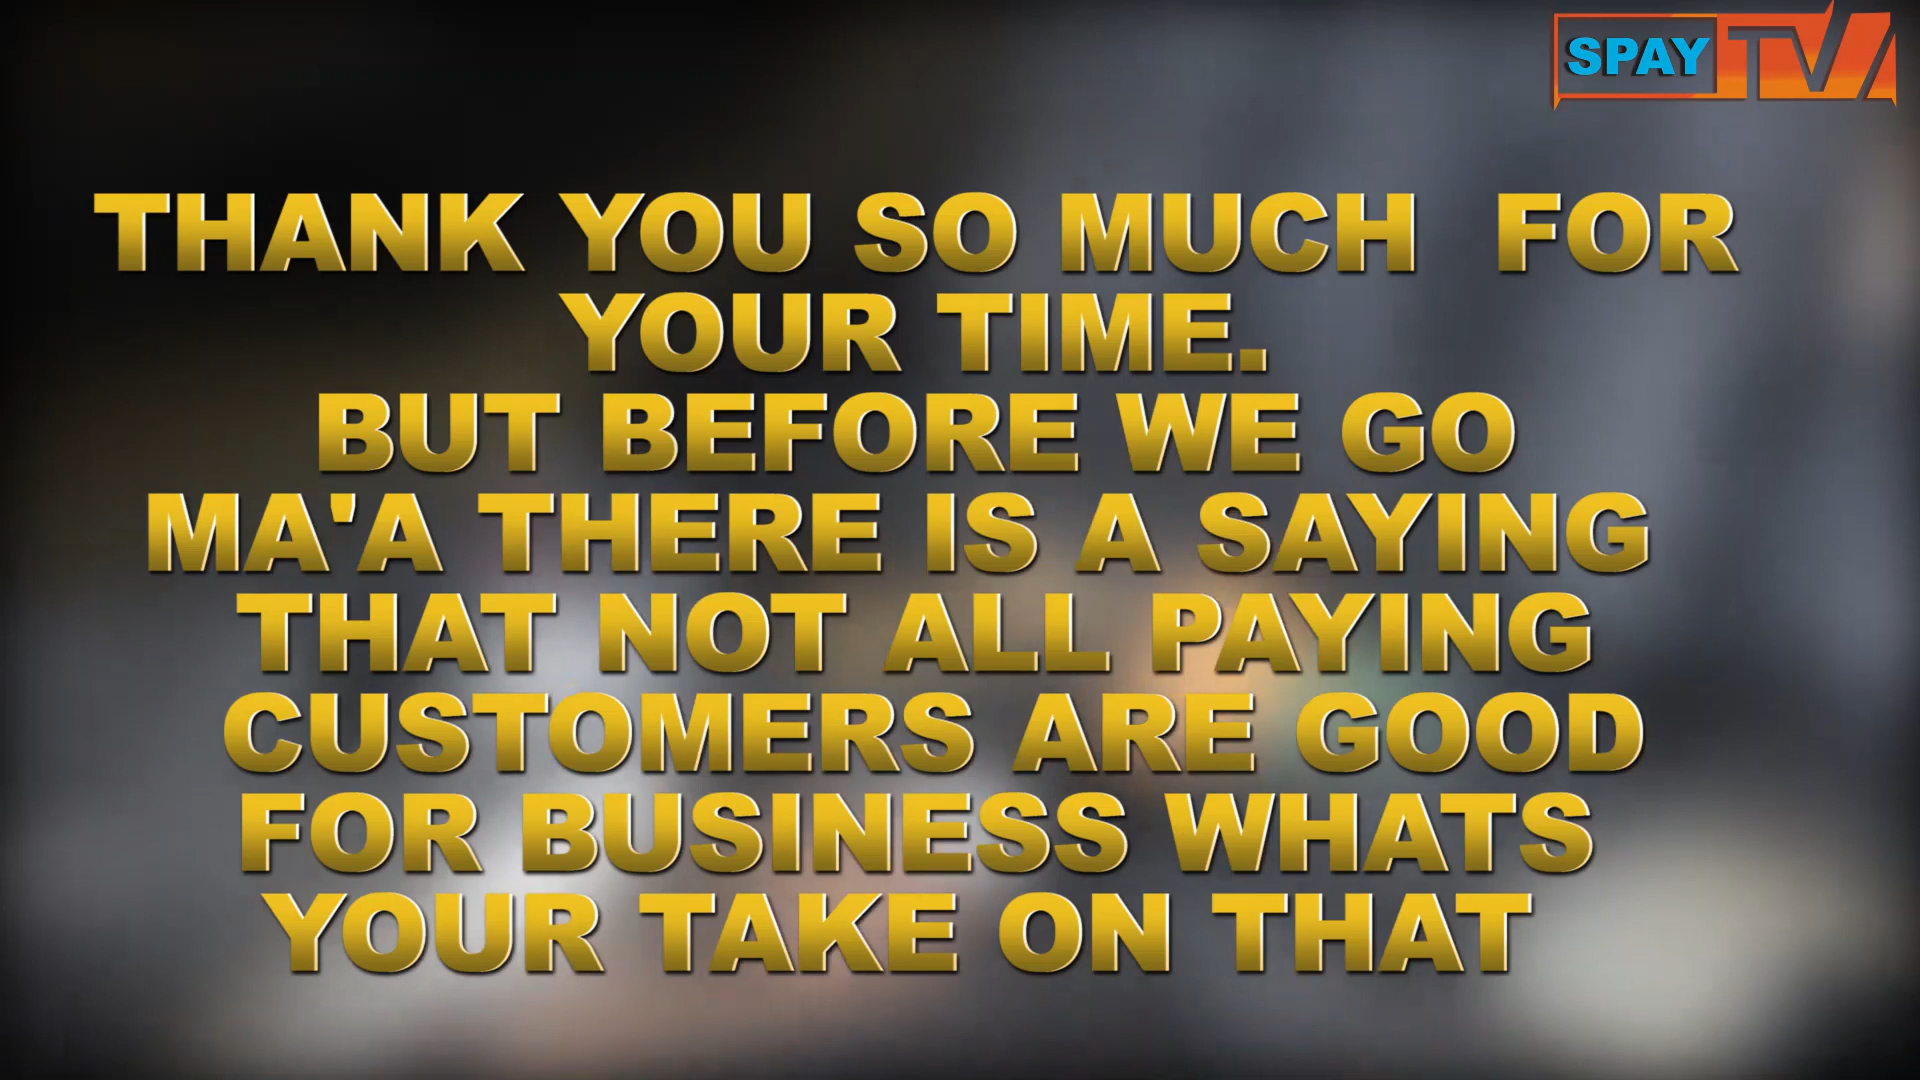 SPAY TV
THANK YOU SO MUCH FOR
YOUR TIME.
BUT BEFORE WE GO
MA'A THERE IS A SAYING
THAT NOT ALL PAYING
CUSTOMERS ARE GOOD
FOR BUSINESS WHATS
YOUR TAKE ON THAT